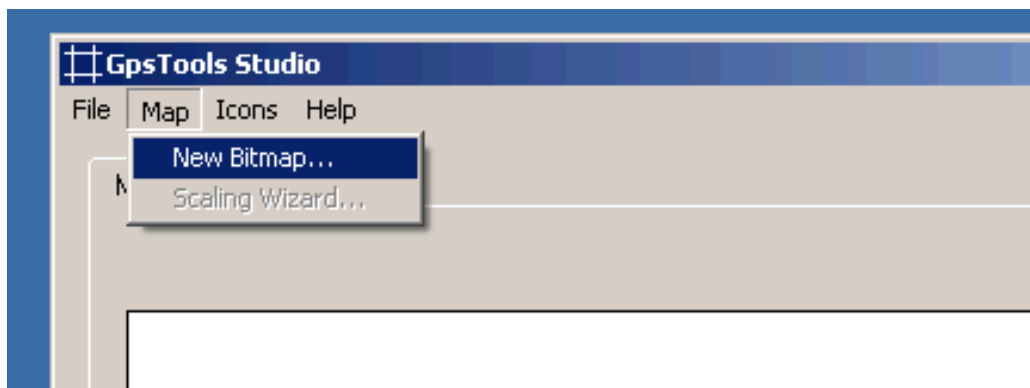 GpsTools Studio
File Map Icons Help
New Bitmap...
Scaling Wizard...